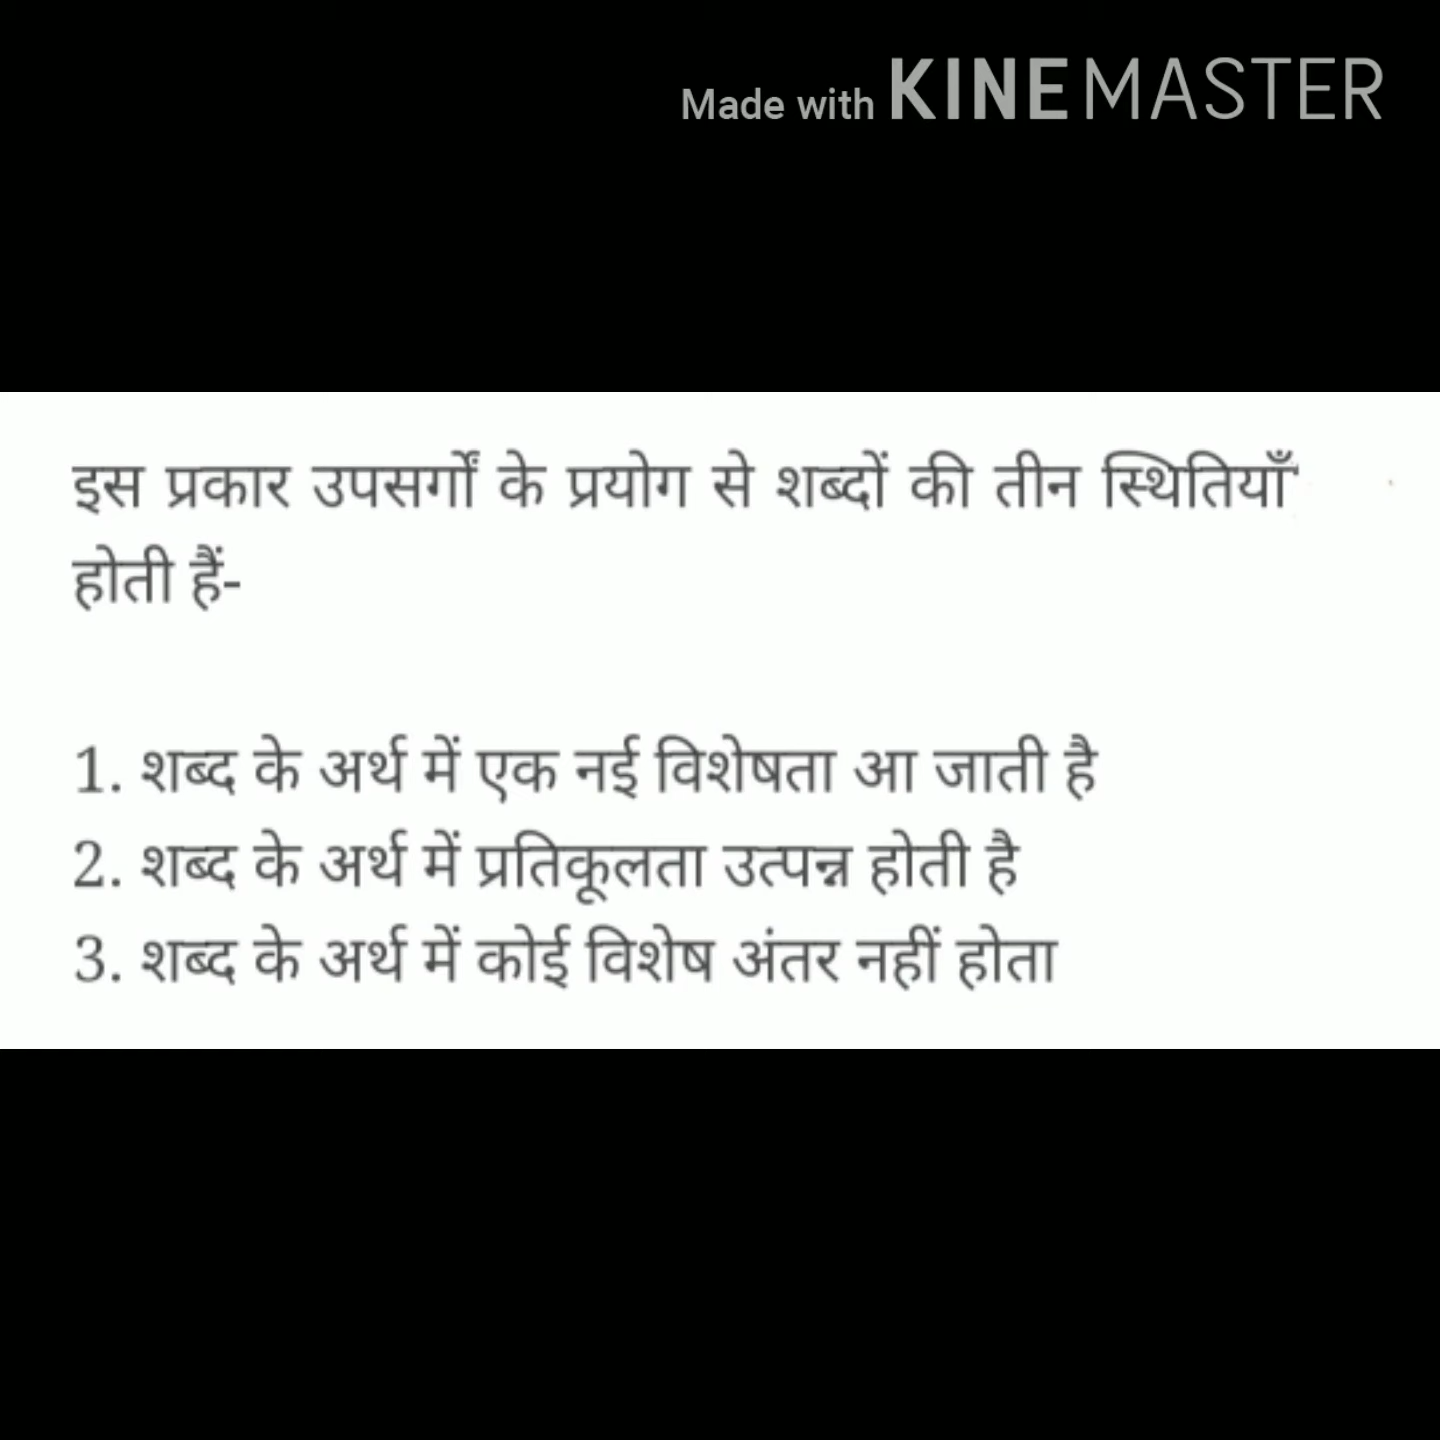 Made with KINEMASTER
इस प्रकार उपसर्गों के प्रयोग से शब्दों की तीन स्थितियाँ
होती हैं-
1. शब्द के अर्थ में एक नई विशेषता आ जाती है
2. शब्द के अर्थ में प्रतिकूलता उत्पन्न होती है
3. शब्द के अर्थ में कोई विशेष अंतर नहीं होता